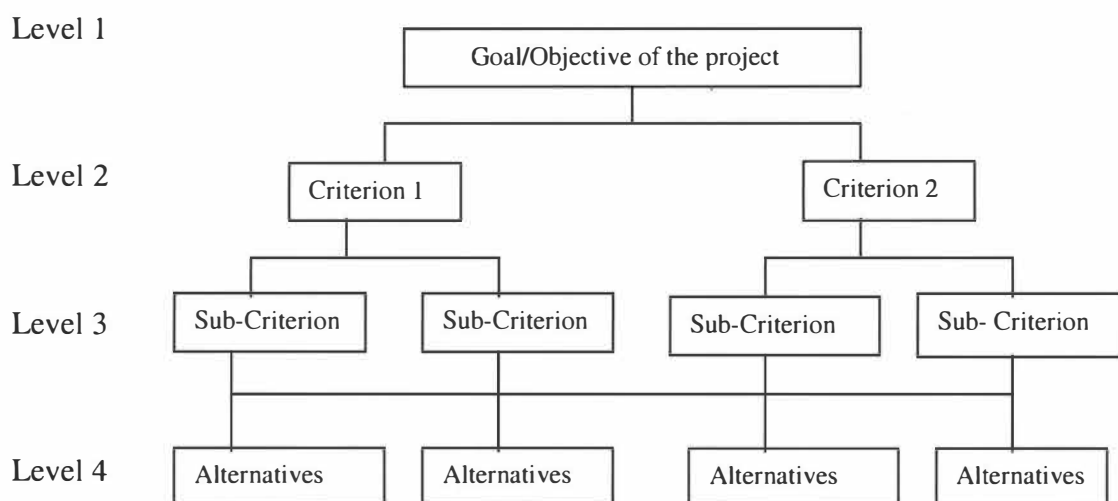 Level 1
Goal/Objective of the project
Level 2
Criterion 1
Criterion 2
Level 3
Sub-Criterion
Sub-Criterion
Sub-Criterion
Sub- Criterion
Level 4
Alternatives
Alternatives
Alternatives
Alternatives